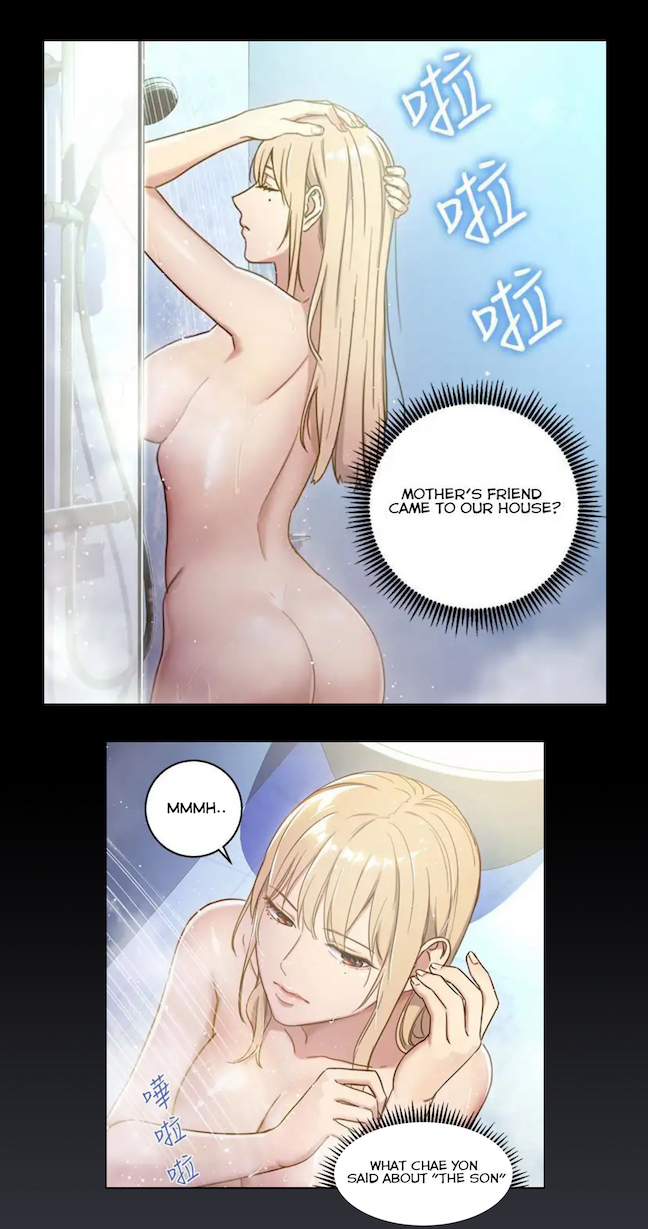 啦
啦
啦
MOTHER'S FRIEND
CAME TO OUR HOUSE?
MMMH..
嘩
啦
啦
WHAT CHAE YON
SAID ABOUT "THE SON"